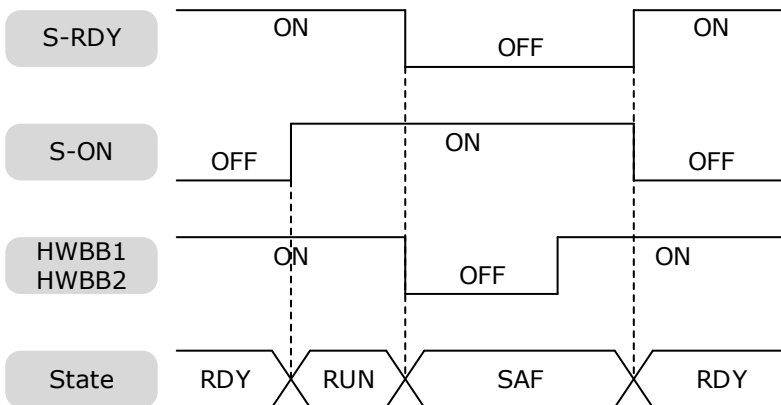 S-RDY
ON
OFF
ON
S-ON
OFF
ON
OFF
HWBB1
HWBB2
ON
OFF
ON
State
RDY
RUN
SAF
RDY